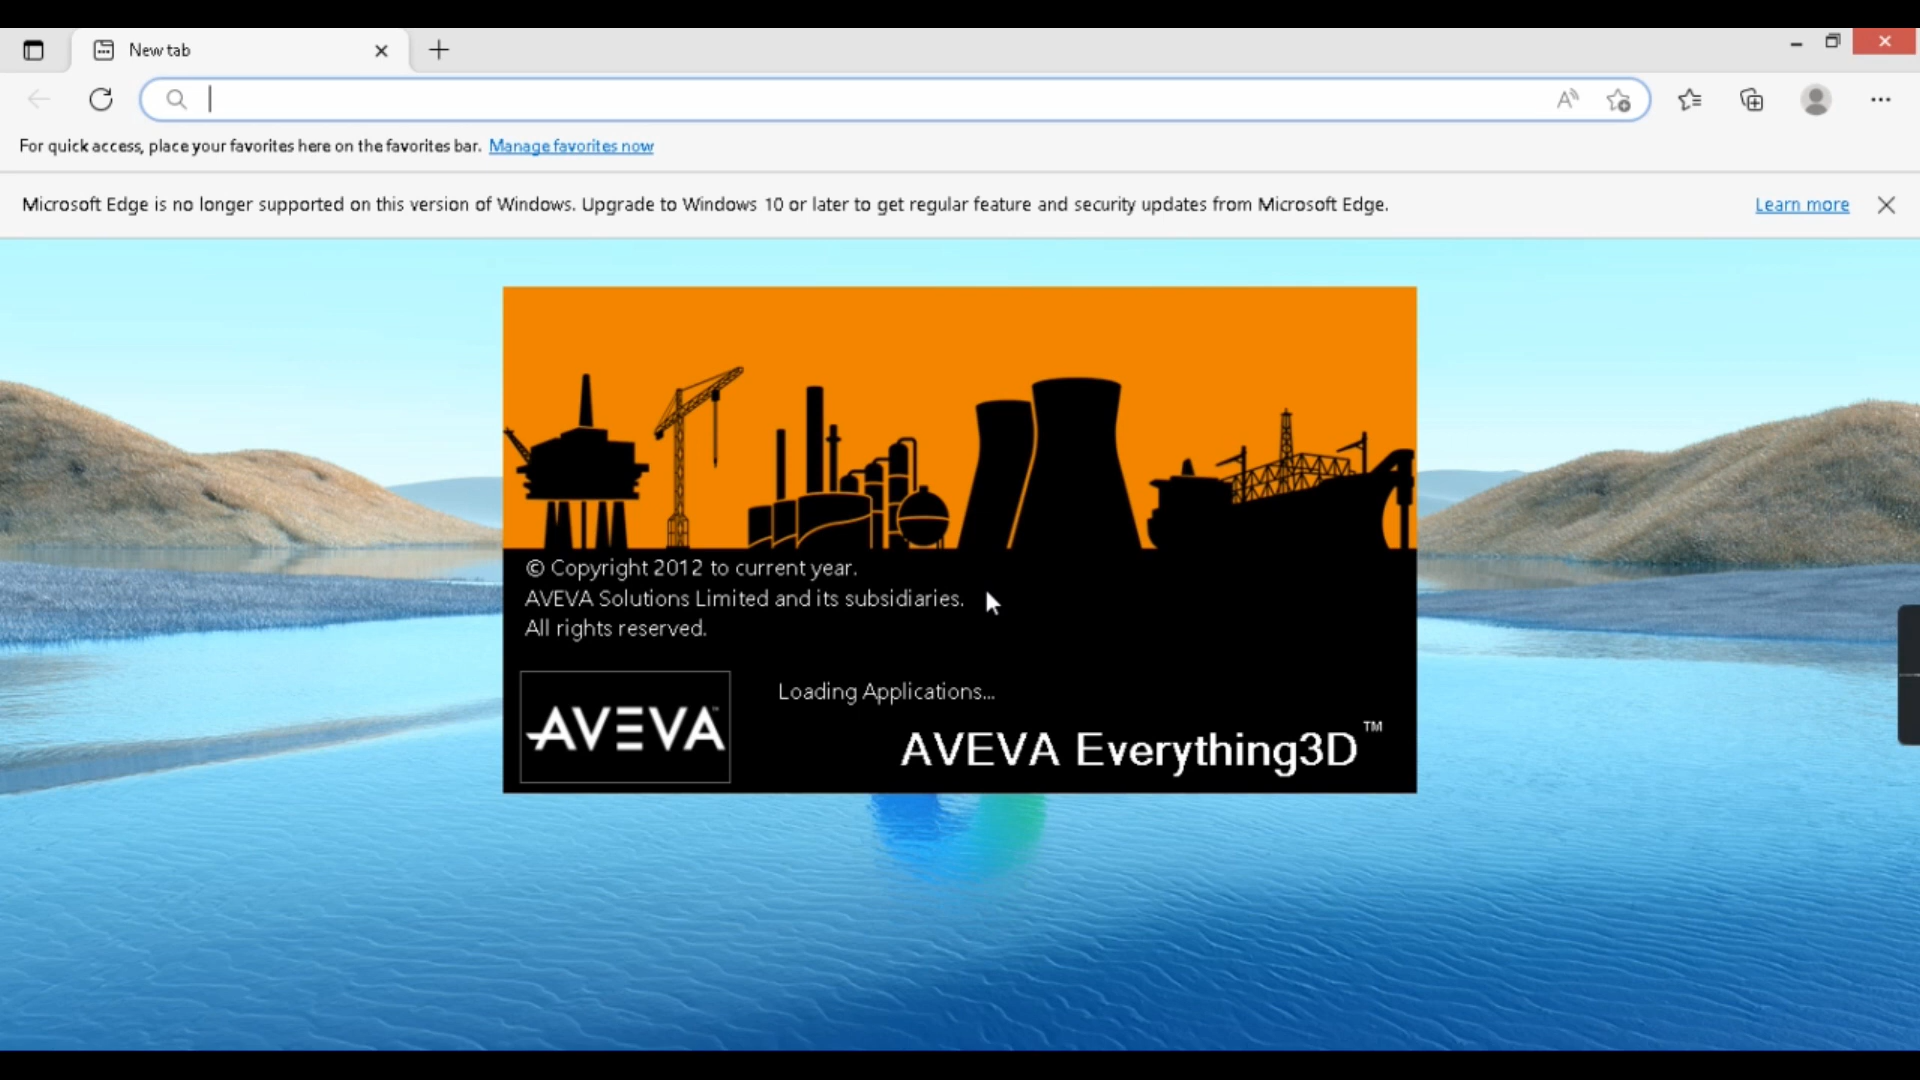 New tab
For quick access, place your favorites here on the favorites bar. Manage favorites now
Microsoft Edge is no longer supported on this version of Windows. Upgrade to Windows 10 or later to get regular feature and security updates from Microsoft Edge. Learn more
© Copyright 2012 to current year.
AVEVA Solutions Limited and its subsidiaries.
All rights reserved.
Loading Applications...
AVEVA
AVEVA Everything3D™